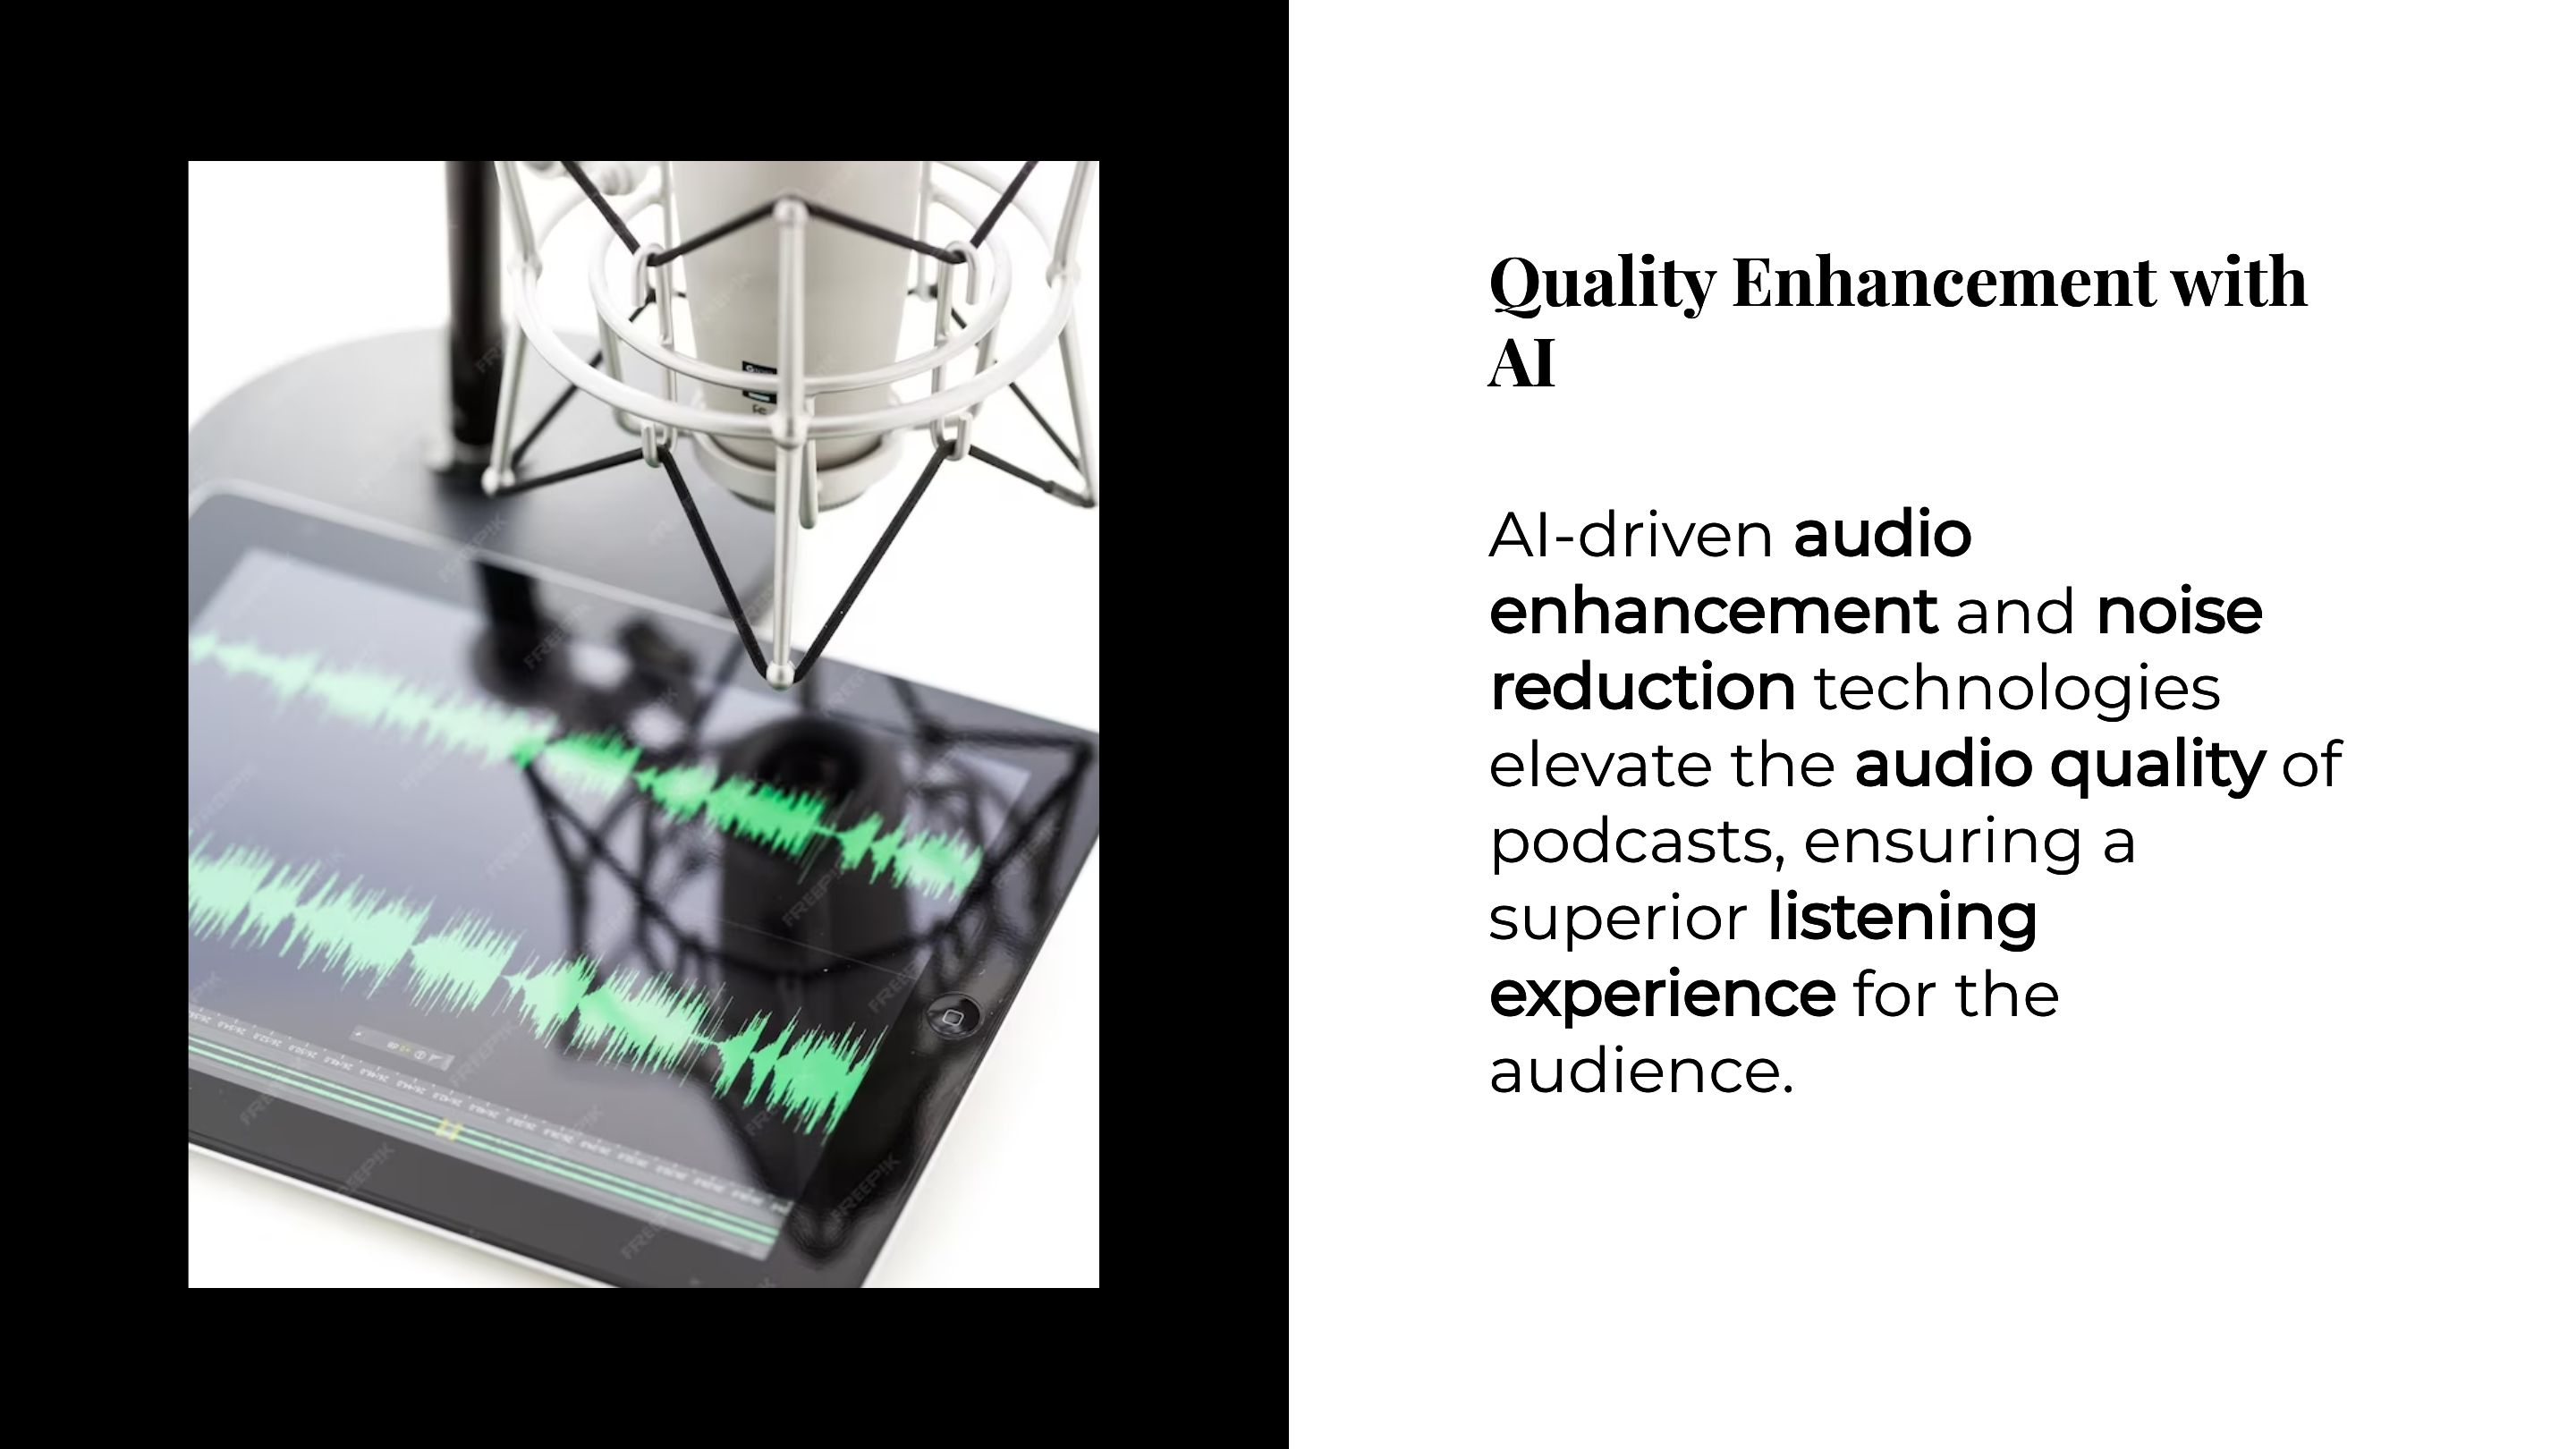 Quality Enhancement with
AI
AI-driven audio
enhancement and noise
reduction technologies
elevate the audio quality of
podcasts, ensuring a
superior listening
experience for the
audience.
FREEPIK